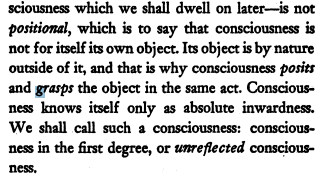 sciousness which we shall dwell on later—is not
positional, which is to say that consciousness is
not for itself its own object. Its object is by nature
outside of it, and that is why consciousness posits
and grasps the object in the same act. Conscious-
ness knows itself only as absolute inwardness.
We shall call such a consciousness: conscious-
ness in the first degree, or unreflected conscious-
ness.